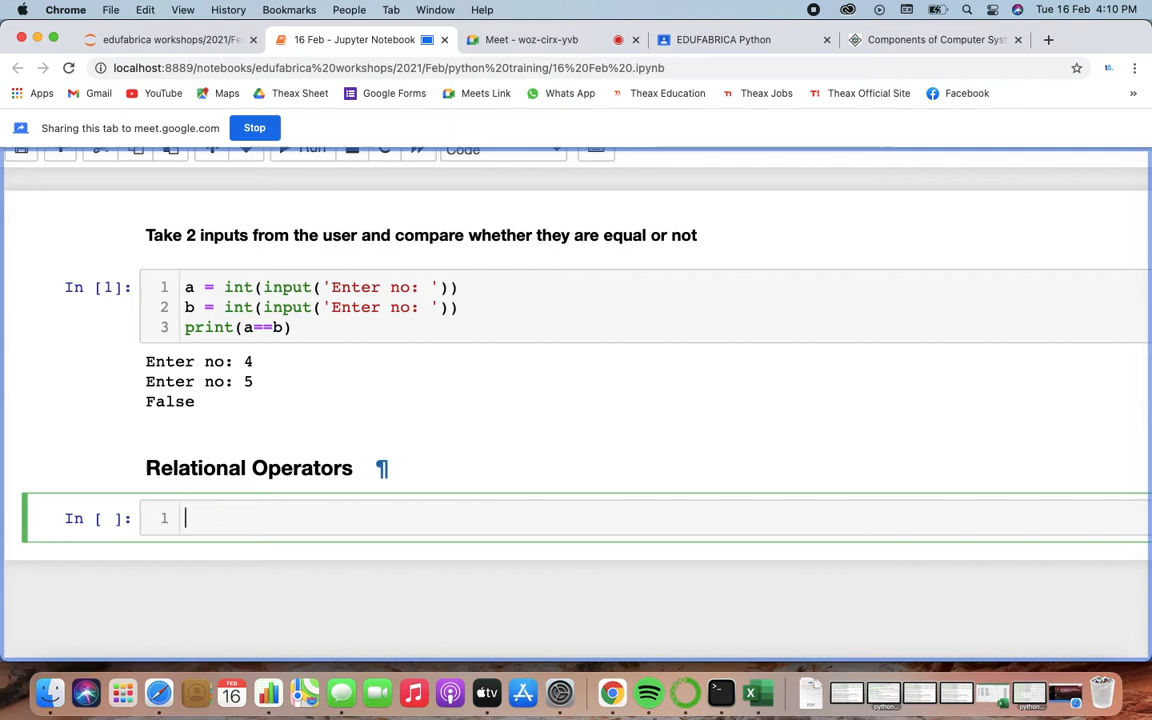 Chrome File Edit View History Bookmarks People Tab Window Help Tue 16 Feb 4:10 PM
edufabrica workshops/2021/Fe 16 Feb - Jupyter Notebook Meet - woz-cirx-yvb EDUFABRICA Python Components of Computer Syst
localhost:8889/notebooks/edufabrica%20workshops/2021/Feb/python%20training/16%20Feb%20.ipynb
Apps Gmail YouTube Maps Theax Sheet Google Forms Meets Link Whats App Theax Education Theax Jobs Theax Official Site Facebook »
Sharing this tab to meet.google.com Stop
Run Code
Take 2 inputs from the user and compare whether they are equal or not
In [1]: 1 a = int(input('Enter no: '))
2 b = int(input('Enter no: '))
3 print(a==b)
Enter no: 4
Enter no: 5
False
Relational Operators ¶
In [ ]: 1
FEB
16
tv
python... python...